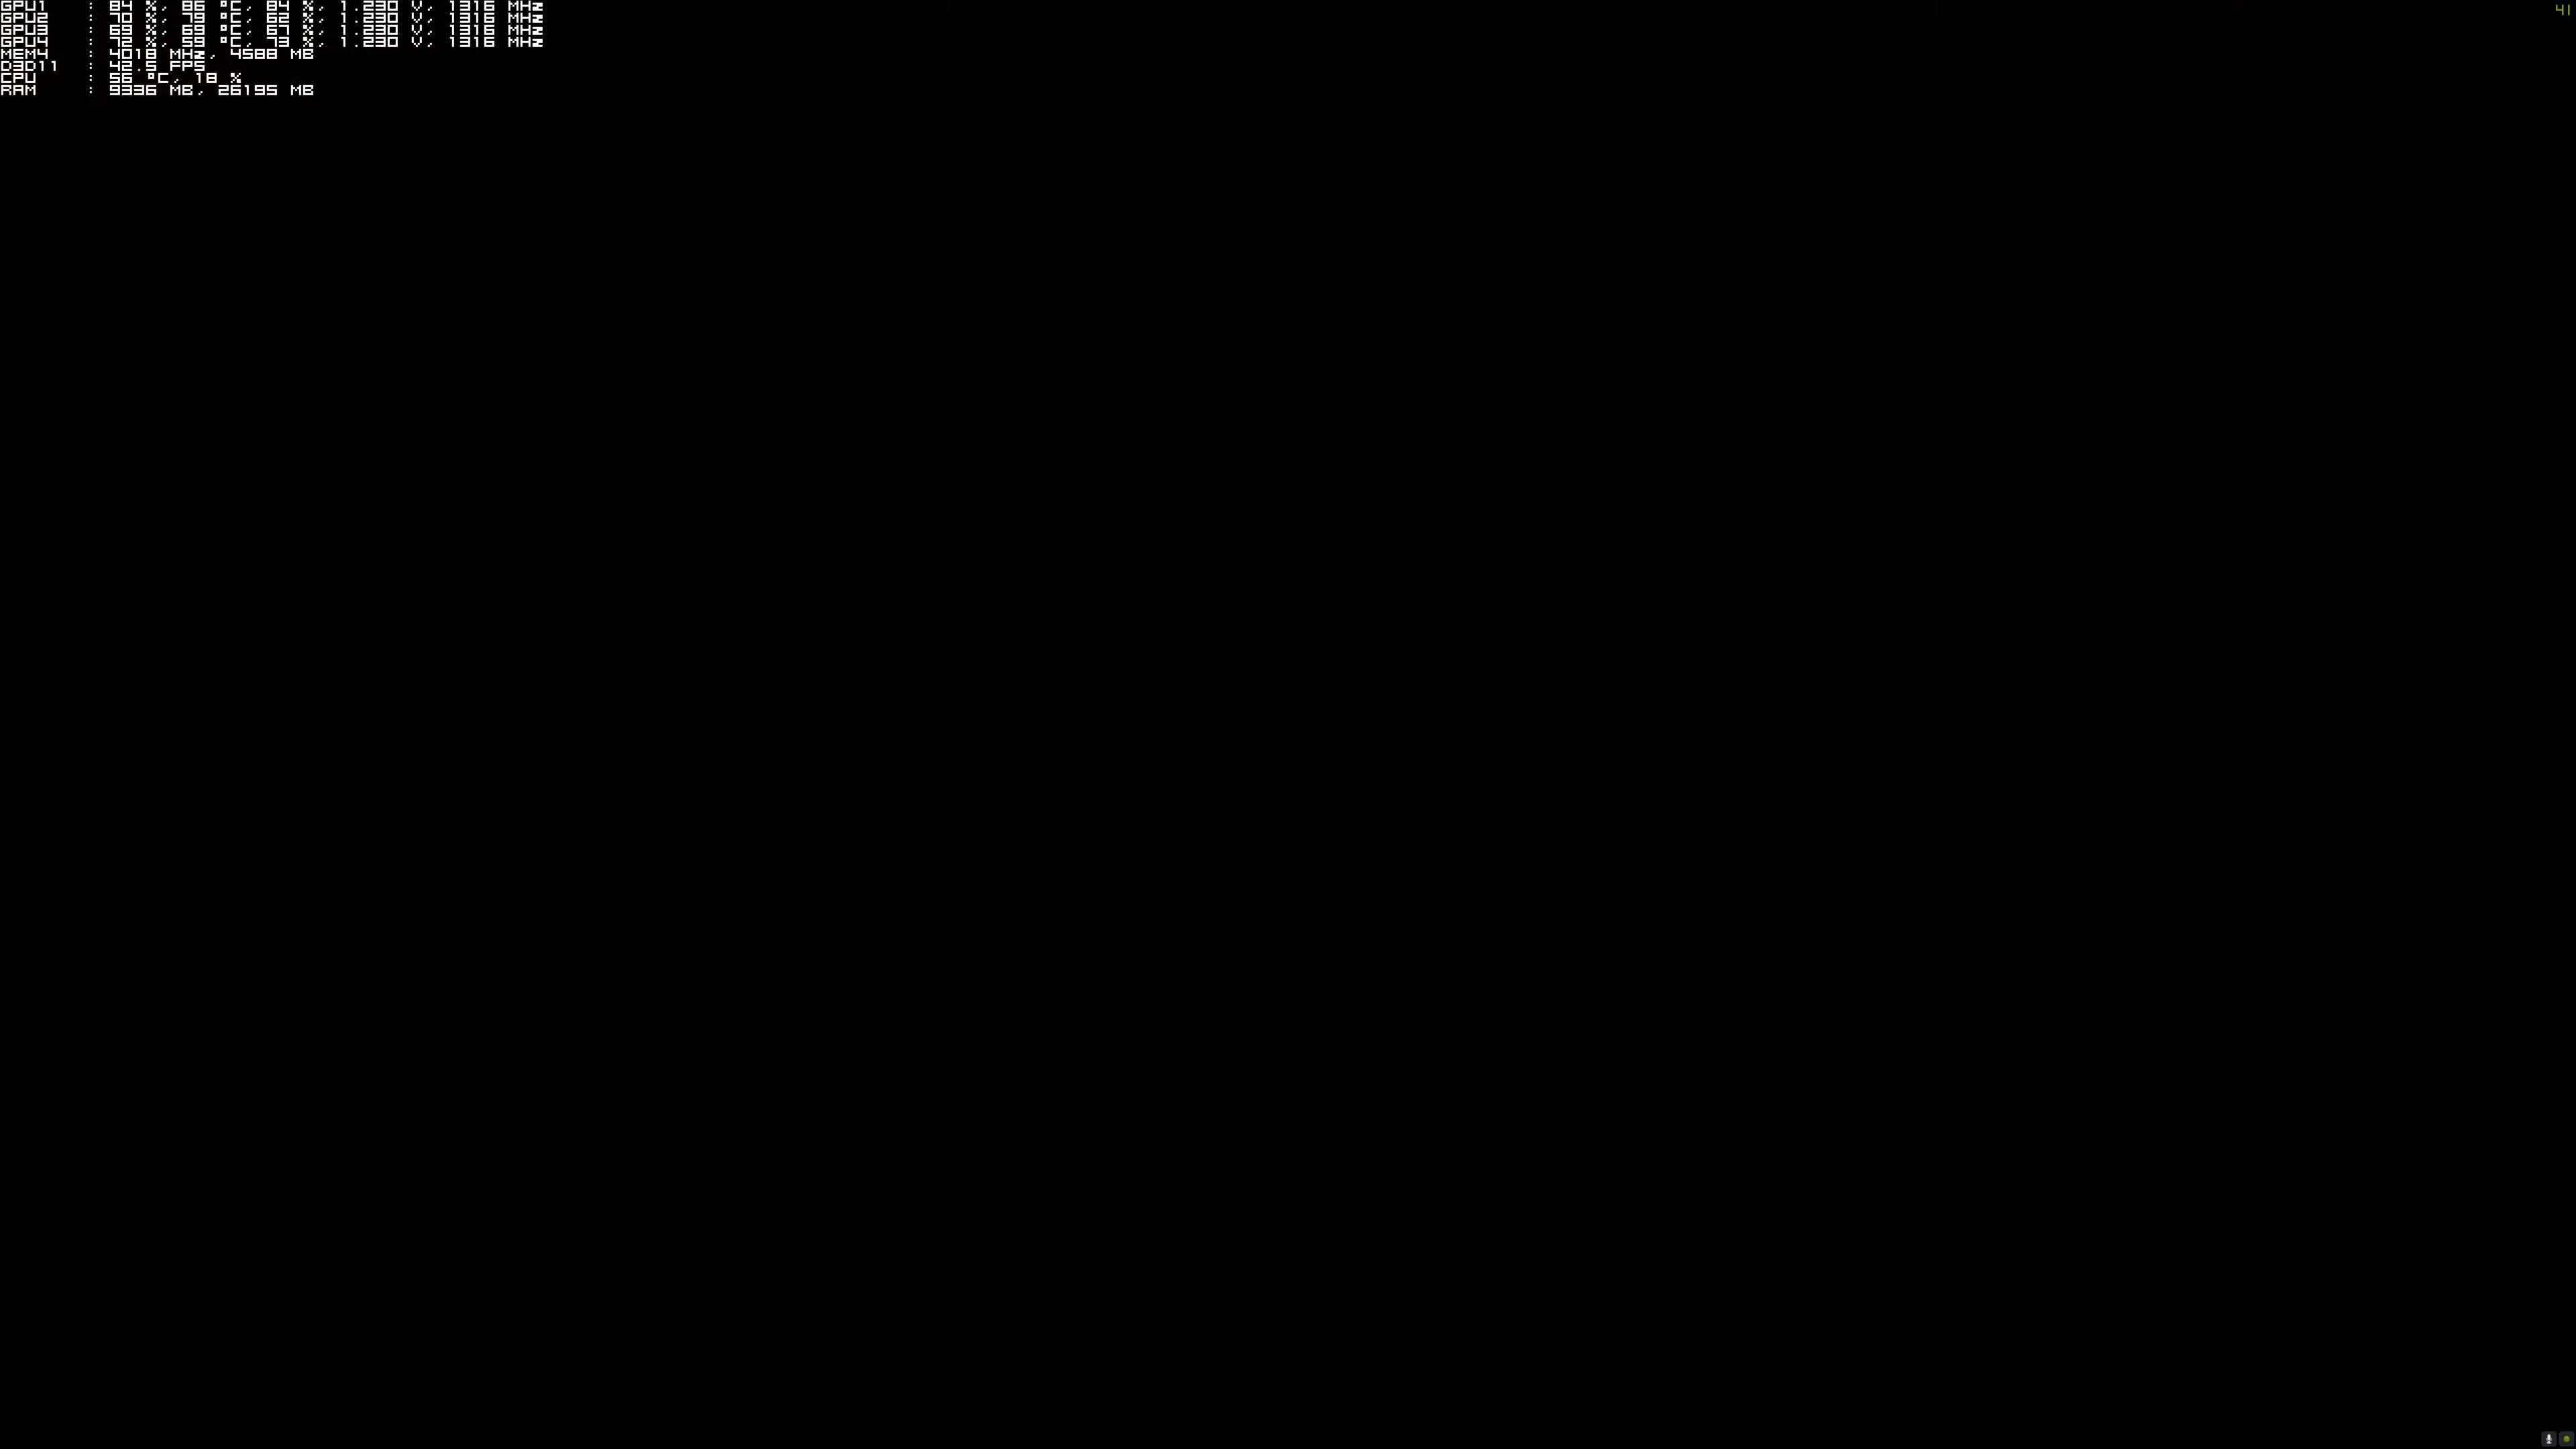 GPU1 : 84 %, 86 °C, 84 %, 1.230 V, 1316 MHz
GPU2 : 70 %, 79 °C, 62 %, 1.230 V, 1316 MHz
GPU3 : 69 %, 69 °C, 67 %, 1.230 V, 1316 MHz
GPU4 : 72 %, 59 °C, 73 %, 1.230 V, 1316 MHz
MEM4 : 4018 MHz, 4588 MB
D3D11 : 42.5 FPS
CPU : 56 °C, 18 %
RAM : 9336 MB, 26195 MB
41